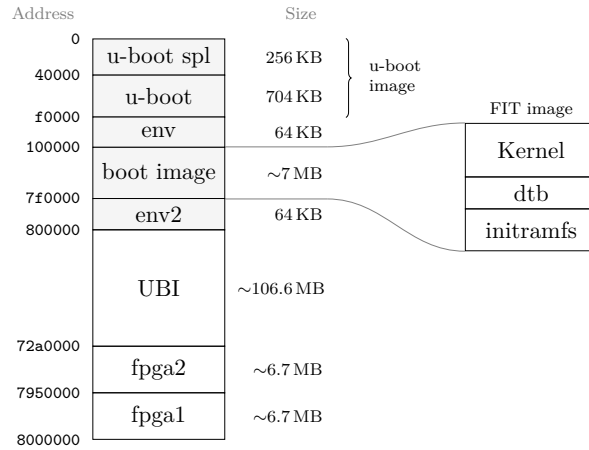 Address Size
0
u-boot spl 256 KB
40000
u-boot 704 KB
u-boot
image
f0000
env 64 KB
100000
boot image ~7 MB
7f0000
env2 64 KB
800000
UBI ~106.6 MB
72a0000
fpga2 ~6.7 MB
7950000
fpga1 ~6.7 MB
8000000
FIT image
Kernel
dtb
initramfs